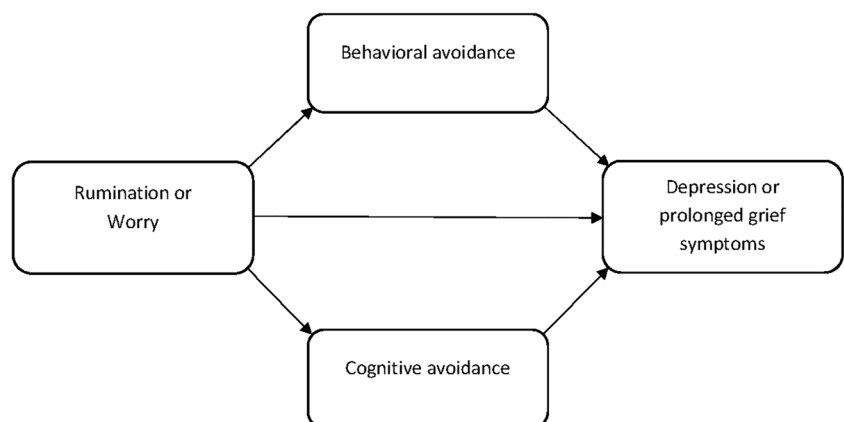 Behavioral avoidance
Rumination or
Worry
Depression or
prolonged grief
symptoms
Cognitive avoidance